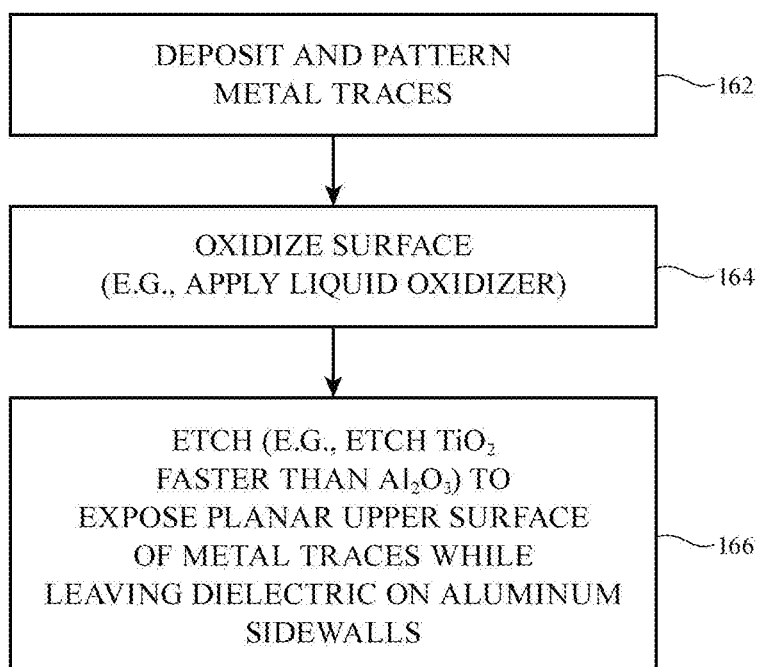 DEPOSIT AND PATTERN
METAL TRACES
162
OXIDIZE SURFACE
(E.G., APPLY LIQUID OXIDIZER)
164
ETCH (E.G., ETCH TiO₂
FASTER THAN Al₂O₃) TO
EXPOSE PLANAR UPPER SURFACE
OF METAL TRACES WHILE
LEAVING DIELECTRIC ON ALUMINUM
SIDEWALLS
166